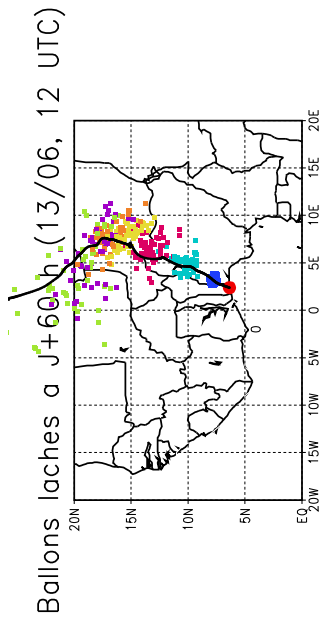 Ballons laches a J+60h (13/06, 12 UTC)
20N
15N
10N
5N
0
EQ
20W 15W 10W 5W 0 5E 10E 15E 20E